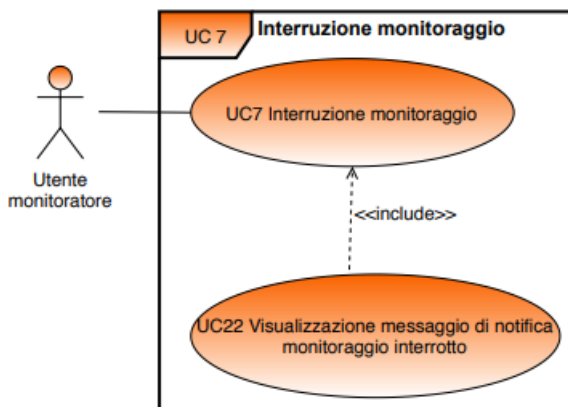 UC 7
Interruzione monitoraggio
UC7 Interruzione monitoraggio
Utente
monitoratore
<<include>>
UC22 Visualizzazione messaggio di notifica
monitoraggio interrotto